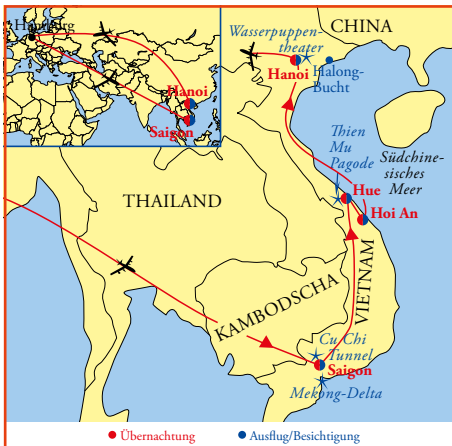 Hamburg
Hanoi
Saigon
CHINA
Wasserpuppen-
theater
Hanoi
Halong-
Bucht
Thien
Mu
Pagode
Südchine-
sisches
Meer
THAILAND
Hue
Hoi An
VIETNAM
KAMBODSCHA
Cu Chi
Tunnel
Saigon
Mekong-Delta
Übernachtung
Ausflug/Besichtigung